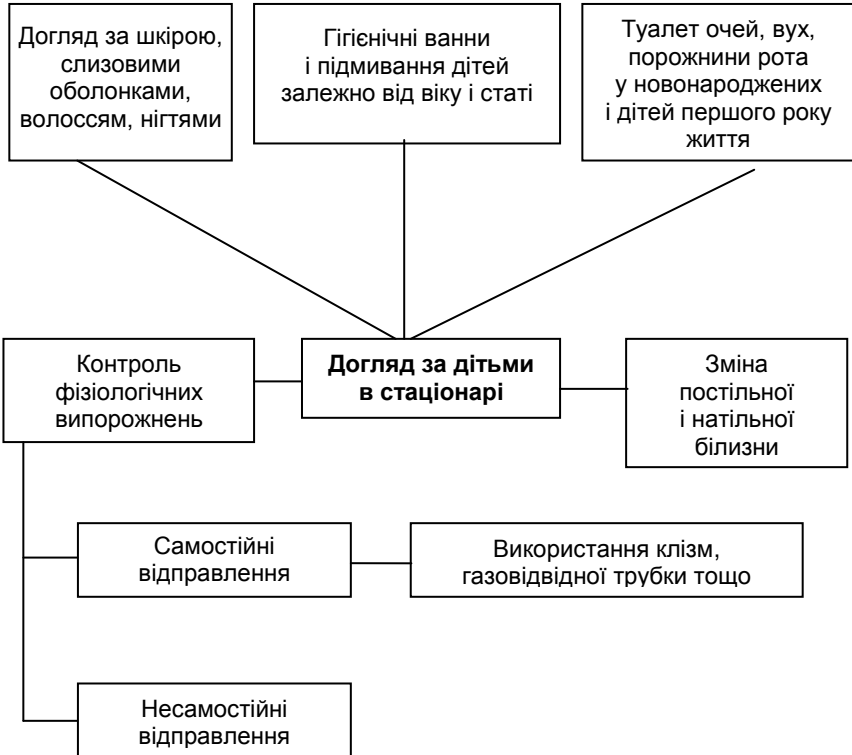 Догляд за шкірою,
слизовими
оболонками,
волоссям, нігтями
Гігієнічні ванни
і підмивання дітей
залежно від віку і статі
Туалет очей, вух,
порожнини рота
у новонароджених
і дітей першого року
життя
Контроль
фізіологічних
випорожнень
Догляд за дітьми
в стаціонарі
Зміна
постільної
і натільної
білизни
Самостійні
відправлення
Використання клізм,
газовідвідної трубки тощо
Несамостійні
відправлення